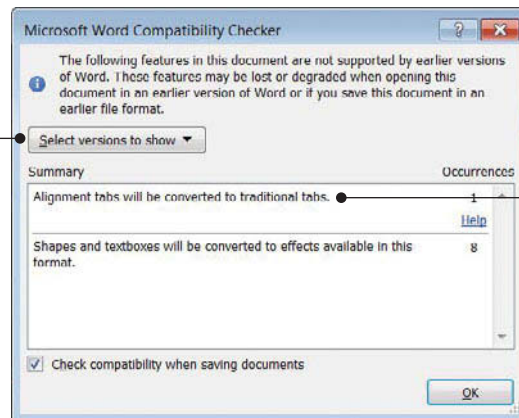 Microsoft Word Compatibility Checker
The following features in this document are not supported by earlier versions
of Word. These features may be lost or degraded when opening this
document in an earlier version of Word or if you save this document in an
earlier file format.
Select versions to show
Summary Occurrences
Alignment tabs will be converted to traditional tabs. 1
Help
Shapes and textboxes will be converted to effects available in this 8
format.
Check compatibility when saving documents
OK